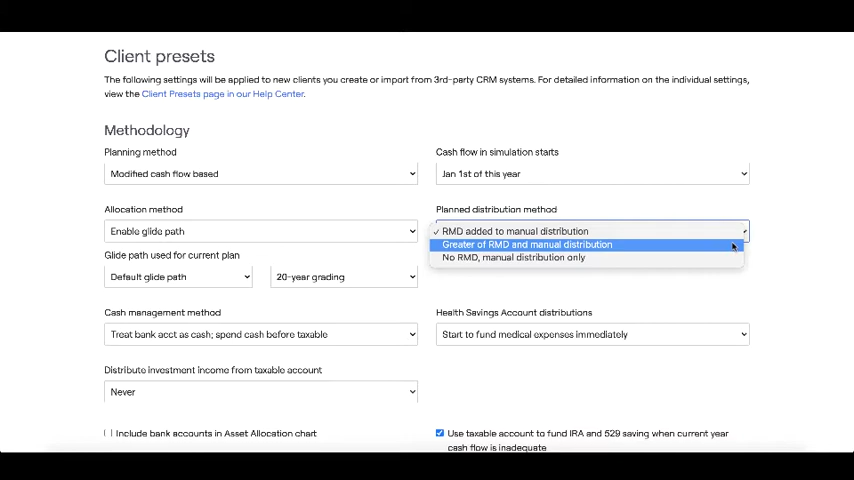 Client presets
The following settings will be applied to new clients you create or import from 3rd-party CRM systems. For detailed information on the individual settings,
view the Client Presets page in our Help Center.
Methodology
Planning method
Modified cash flow based
Cash flow in simulation starts
Jan 1st of this year
Allocation method
Enable glide path
Planned distribution method
✓ RMD added to manual distribution
Greater of RMD and manual distribution
No RMD, manual distribution only
Glide path used for current plan
Default glide path
20-year grading
Cash management method
Treat bank acct as cash; spend cash before taxable
Health Savings Account distributions
Start to fund medical expenses immediately
Distribute investment income from taxable account
Never
Include bank accounts in Asset Allocation chart
Use taxable account to fund IRA and 529 saving when current year
cash flow is inadequate